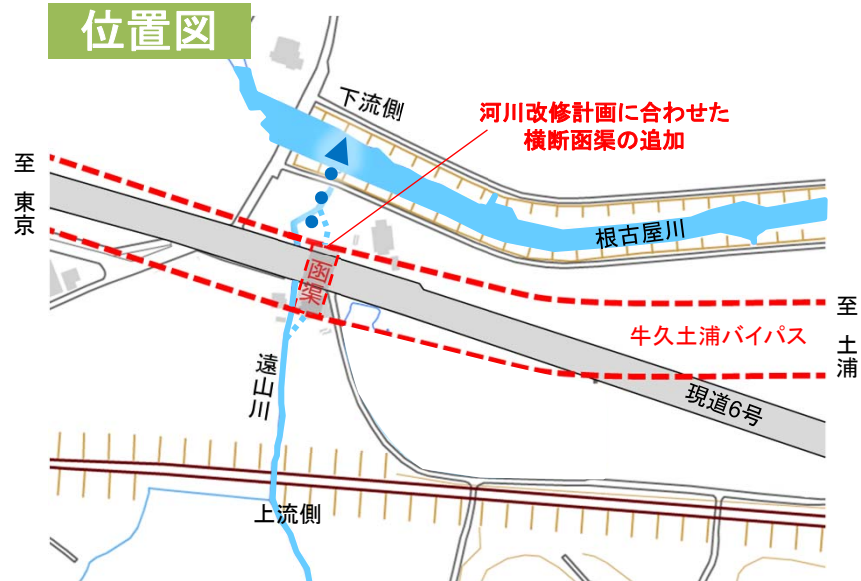 位置図
下流側
河川改修計画に合わせた
横断函渠の追加
至 東京
根古屋川
函渠
至 土浦
牛久土浦バイパス
遠山川
現道6号
上流側